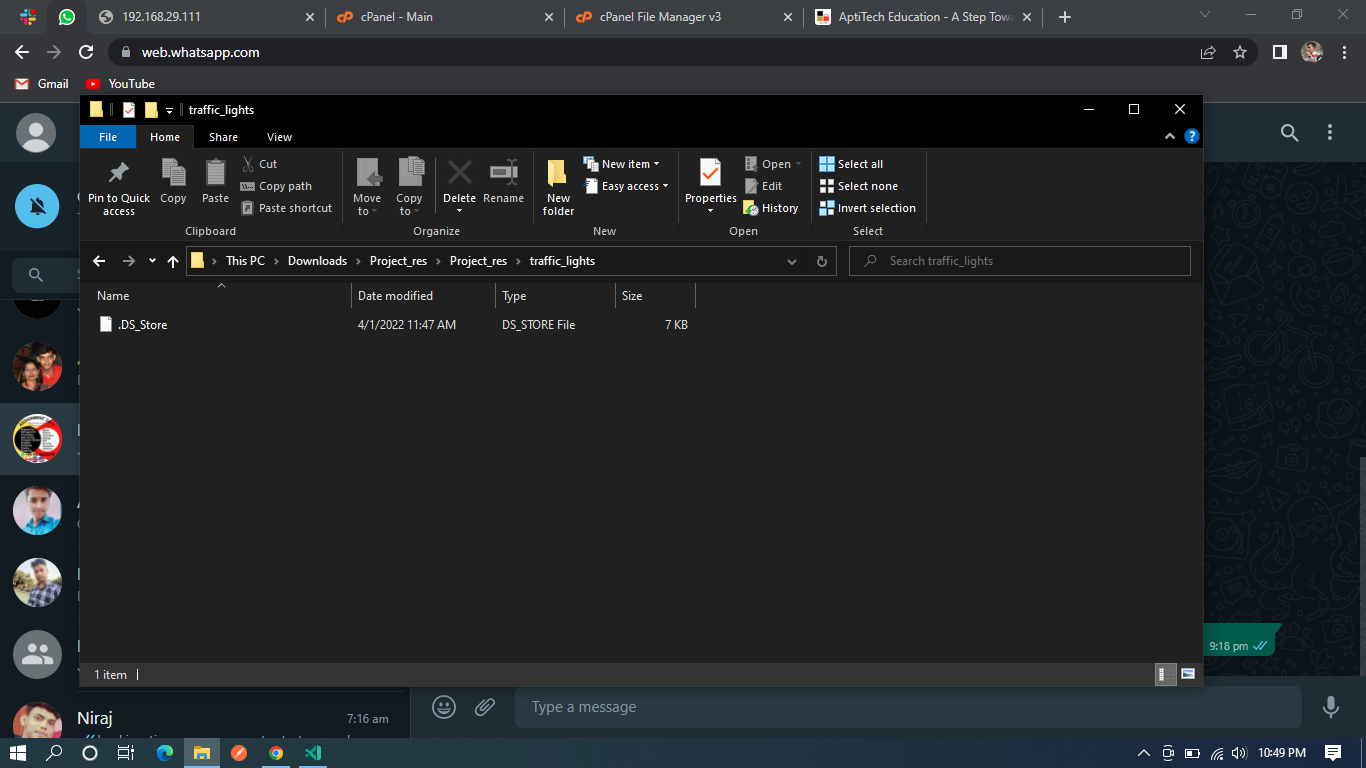 192.168.29.111
cPanel - Main
cPanel File Manager v3
AptiTech Education - A Step Towa
web.whatsapp.com
Gmail
YouTube
traffic_lights
File
Home
Share
View
Pin to Quick access
Copy
Paste
Cut
Copy path
Paste shortcut
Clipboard
Move to
Copy to
Delete
Rename
Organize
New folder
New item
Easy access
New
Properties
Open
Edit
History
Open
Select all
Select none
Invert selection
Select
This PC > Downloads > Project_res > Project_res > traffic_lights
Search traffic_lights
Name Date modified Type Size
.DS_Store 4/1/2022 11:47 AM DS_STORE File 7 KB
1 item
9:18 pm
Niraj 7:16 am
Type a message
10:49 PM